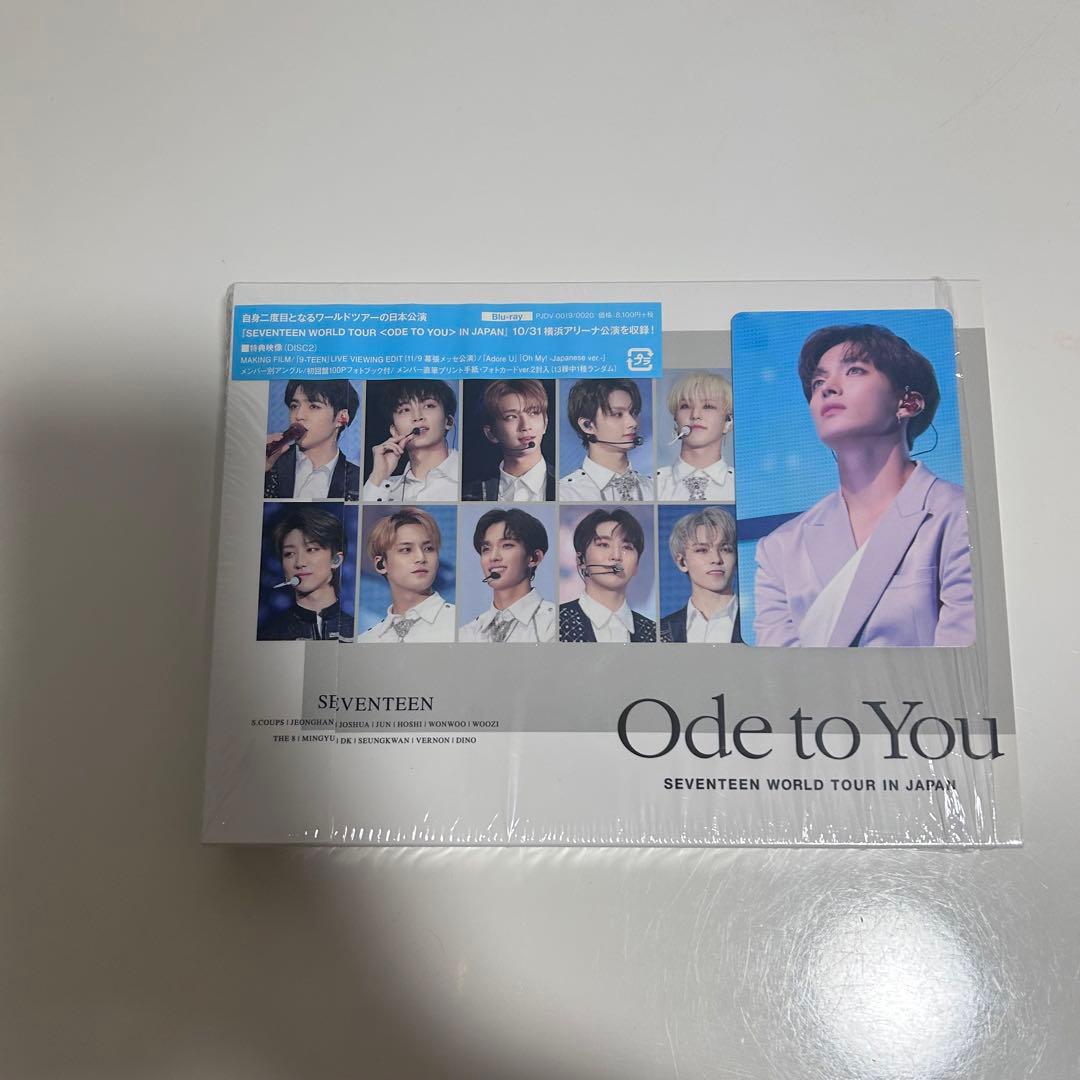 自身二度目となるワールドツアーの日本公演
Blu-ray PJDV-0019/0020 価格 8,100円+税
「SEVENTEEN WORLD TOUR <ODE TO YOU> IN JAPAN」 10/31 横浜アリーナ公演を収録!
■特典映像(DISC2)
MAKING FILM/「9-TEEN」LIVE VIEWING EDIT (11/9 幕張メッセ公演)/「Adore U」「Oh My! -Japanese ver.-」
メンバー別アングル/初回盤100Pフォトブック付/ メンバー直筆プリント手紙・フォトカードver.2封入(13種中1種ランダム)
プラ
SEVENTEEN
S.COUPS | JEONGHAN | JOSHUA | JUN | HOSHI | WONWOO | WOOZI
THE 8 | MINGYU | DK | SEUNGKWAN | VERNON | DINO
Ode to You
SEVENTEEN WORLD TOUR IN JAPAN